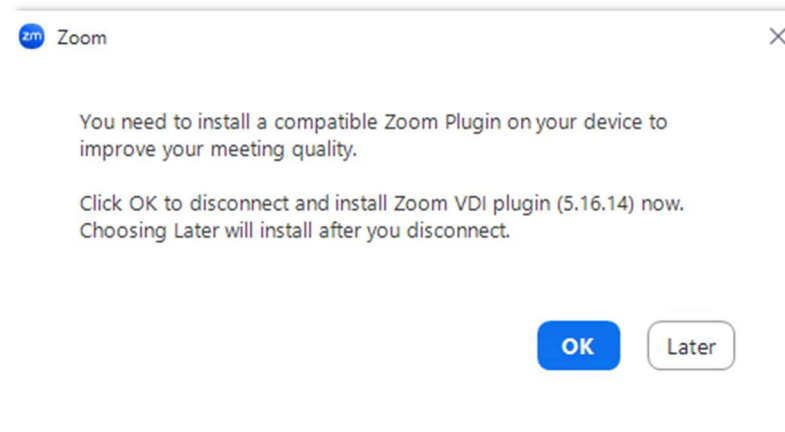 zm Zoom
You need to install a compatible Zoom Plugin on your device to
improve your meeting quality.
Click OK to disconnect and install Zoom VDI plugin (5.16.14) now.
Choosing Later will install after you disconnect.
OK Later